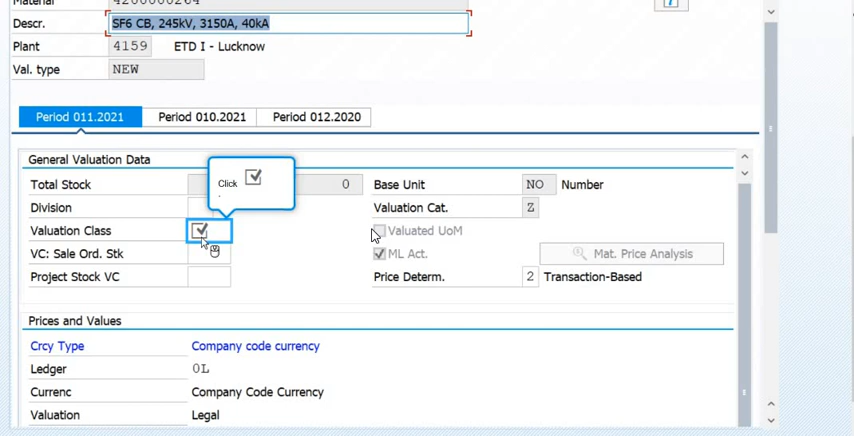 Material 4200000264
Descr. SF6 CB, 245kV, 3150A, 40kA
Plant 4159 ETD I - Lucknow
Val. type NEW
Period 011.2021 Period 010.2021 Period 012.2020
General Valuation Data
Click
.
Total Stock 0 Base Unit NO Number
Division Valuation Cat. Z
Valuation Class Valuated UoM
VC: Sale Ord. Stk ML Act. Mat. Price Analysis
Project Stock VC Price Determ. 2 Transaction-Based
Prices and Values
Crcy Type Company code currency
Ledger 0L
Currenc Company Code Currency
Valuation Legal